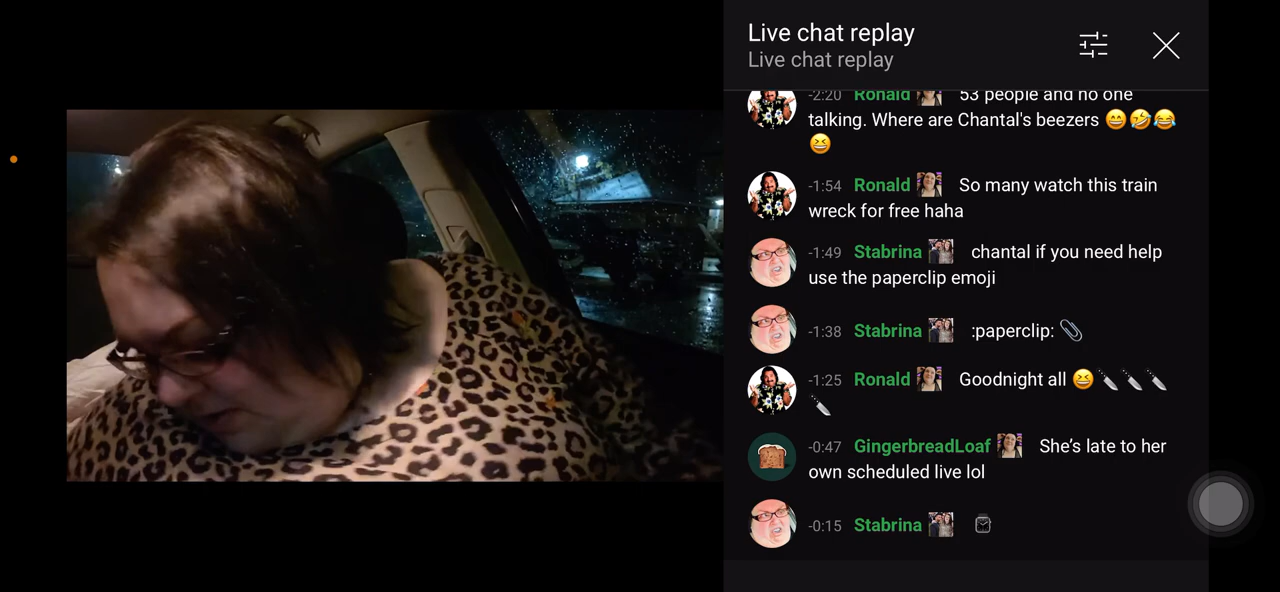 Live chat replay
Live chat replay
-2:20 Ronald 53 people and no one
talking. Where are Chantal's beezers 😄🤣😂
😆
-1:54 Ronald So many watch this train
wreck for free haha
-1:49 Stabrina chantal if you need help
use the paperclip emoji
-1:38 Stabrina :paperclip: 📎
-1:25 Ronald Goodnight all 😆🔪🔪🔪
🔪
-0:47 GingerbreadLoaf She’s late to her
own scheduled live lol
-0:15 Stabrina